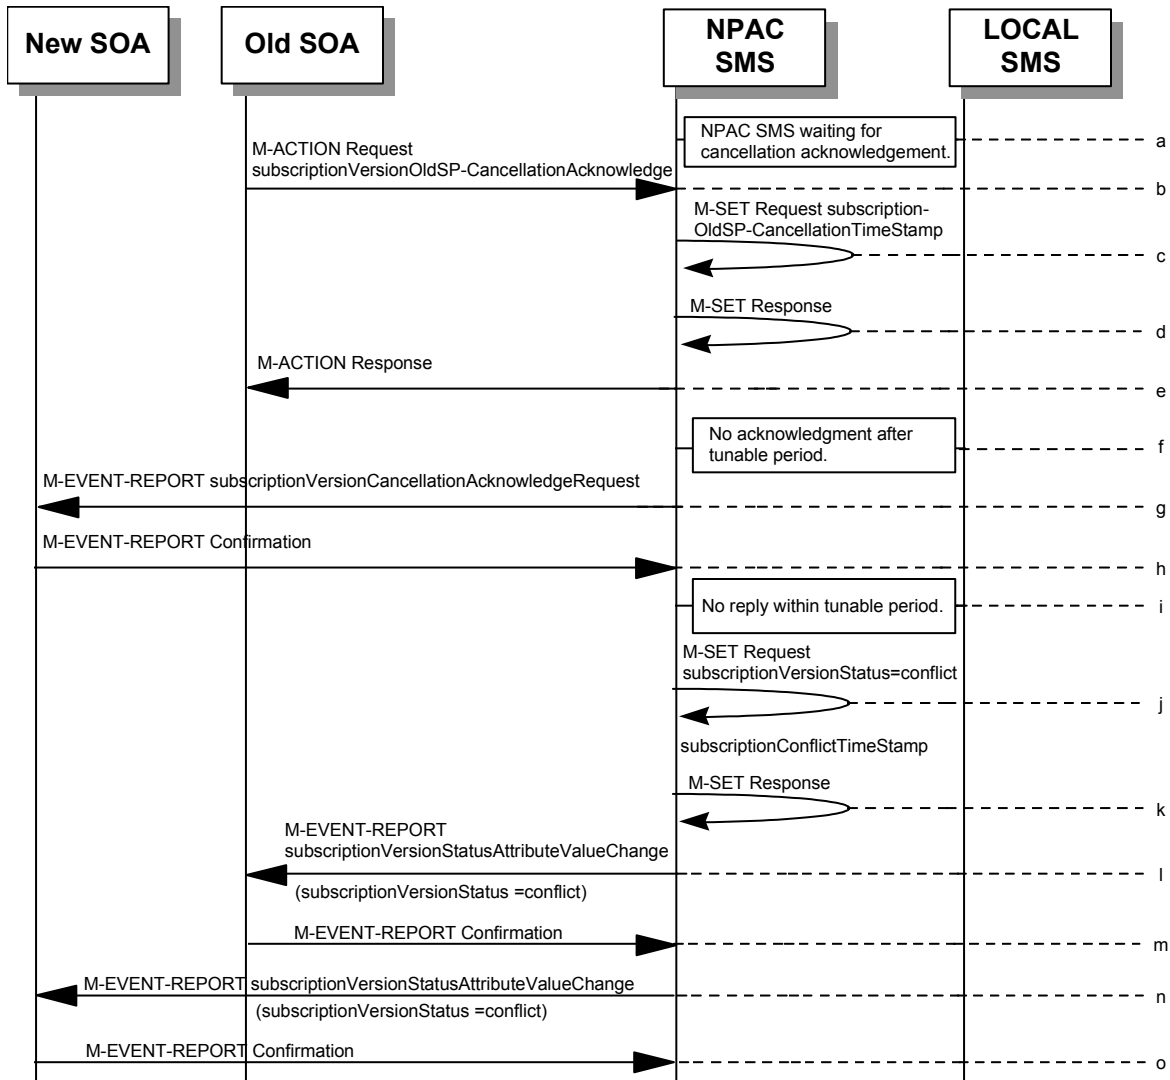 New SOA
Old SOA
NPAC
SMS
LOCAL
SMS
NPAC SMS waiting for
cancellation acknowledgement.
a
M-ACTION Request
subscriptionVersionOldSP-CancellationAcknowledge
b
M-SET Request subscription-
OldSP-CancellationTimeStamp
c
M-SET Response
d
M-ACTION Response
e
No acknowledgment after
tunable period.
f
M-EVENT-REPORT subscriptionVersionCancellationAcknowledgeRequest
g
M-EVENT-REPORT Confirmation
h
No reply within tunable period.
i
M-SET Request
subscriptionVersionStatus=conflict
j
subscriptionConflictTimeStamp
M-SET Response
k
M-EVENT-REPORT
subscriptionVersionStatusAttributeValueChange
l
(subscriptionVersionStatus =conflict)
M-EVENT-REPORT Confirmation
m
M-EVENT-REPORT subscriptionVersionStatusAttributeValueChange
n
(subscriptionVersionStatus =conflict)
M-EVENT-REPORT Confirmation
o